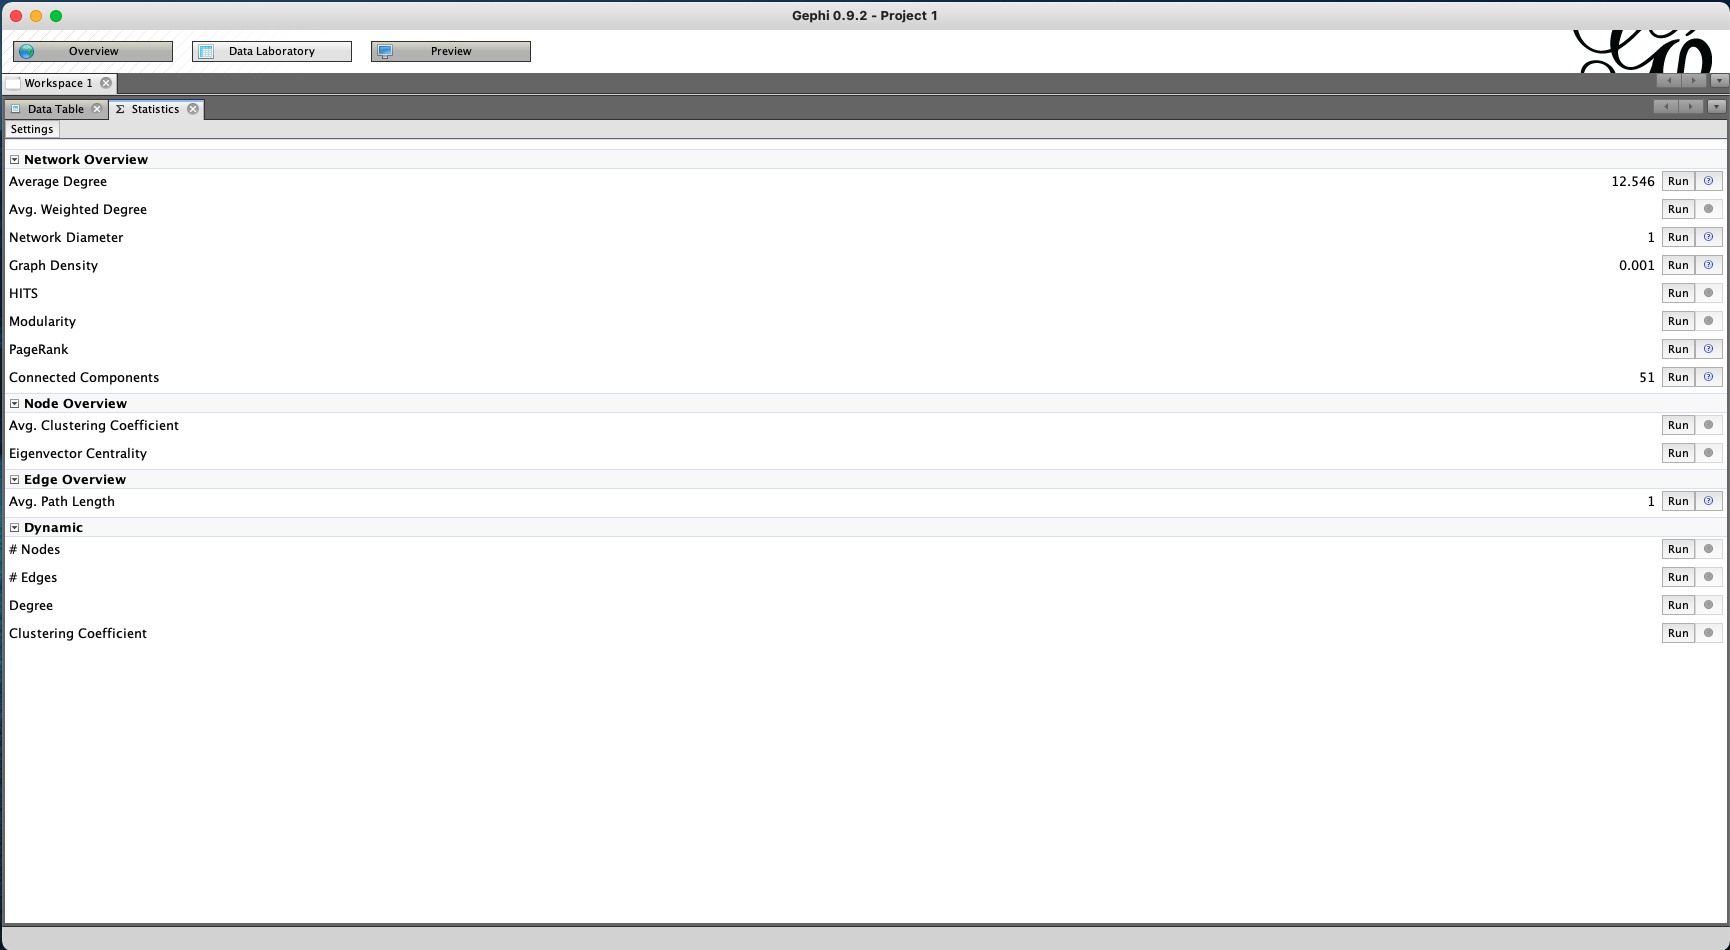 Gephi 0.9.2 - Project 1
Overview Data Laboratory Preview
Workspace 1
Data Table Σ Statistics
Settings
Network Overview
Average Degree 12.546 Run
Avg. Weighted Degree Run
Network Diameter 1 Run
Graph Density 0.001 Run
HITS Run
Modularity Run
PageRank Run
Connected Components 51 Run
Node Overview
Avg. Clustering Coefficient Run
Eigenvector Centrality Run
Edge Overview
Avg. Path Length 1 Run
Dynamic
# Nodes Run
# Edges Run
Degree Run
Clustering Coefficient Run